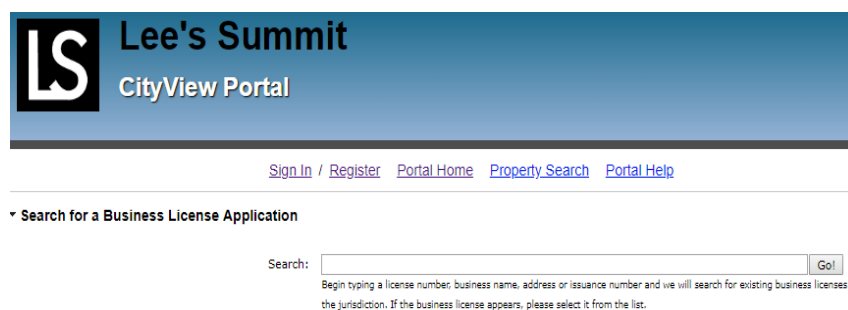 LS
Lee's Summit
CityView Portal
Sign In / Register Portal Home Property Search Portal Help
Search for a Business License Application
Search:
Go!
Begin typing a license number, business name, address or issuance number and we will search for existing business licenses
the jurisdiction. If the business license appears, please select it from the list.